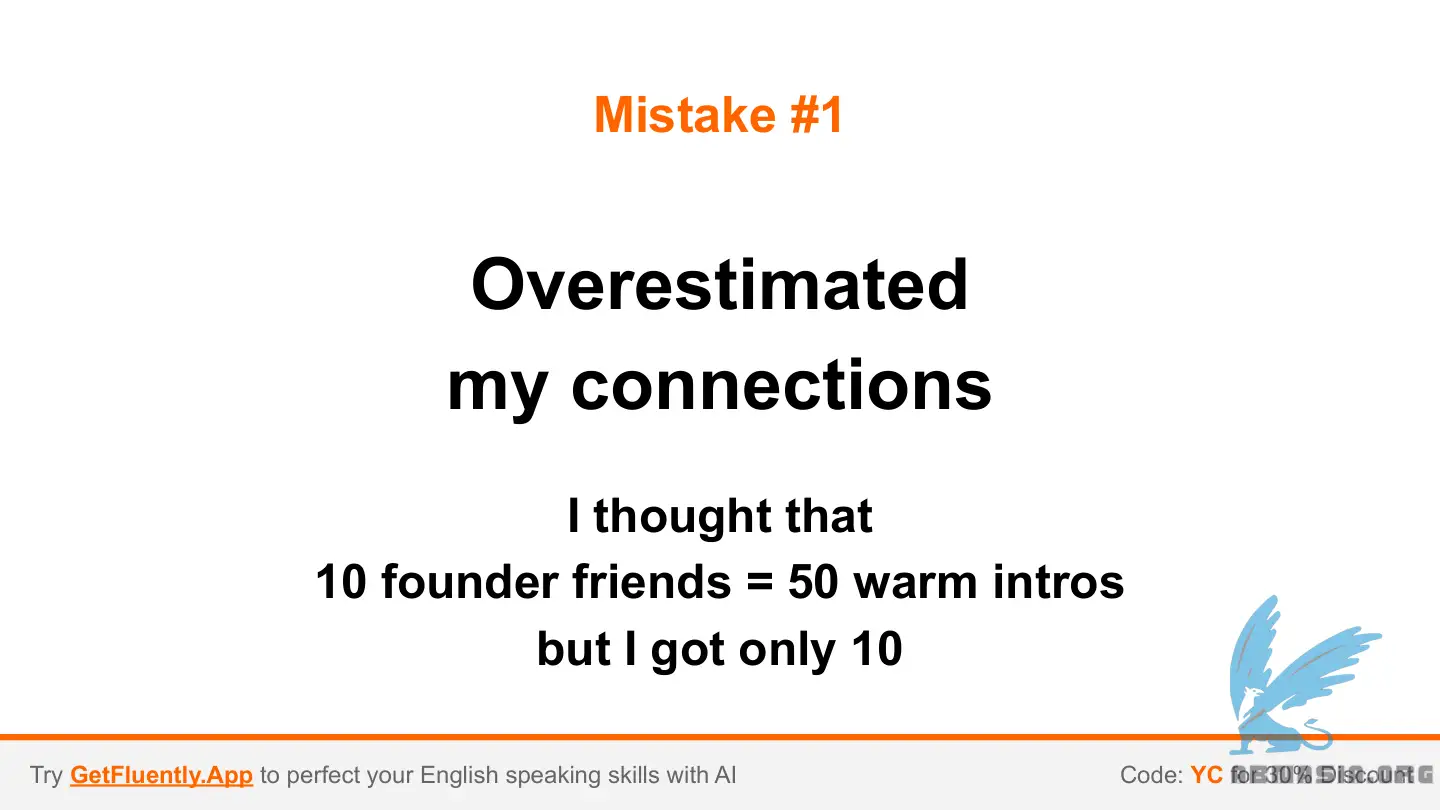 Mistake #1
Overestimated
my connections
I thought that
10 founder friends = 50 warm intros
but I got only 10
Try GetFluently.App to perfect your English speaking skills with AI
Code: YC for 30% Discount